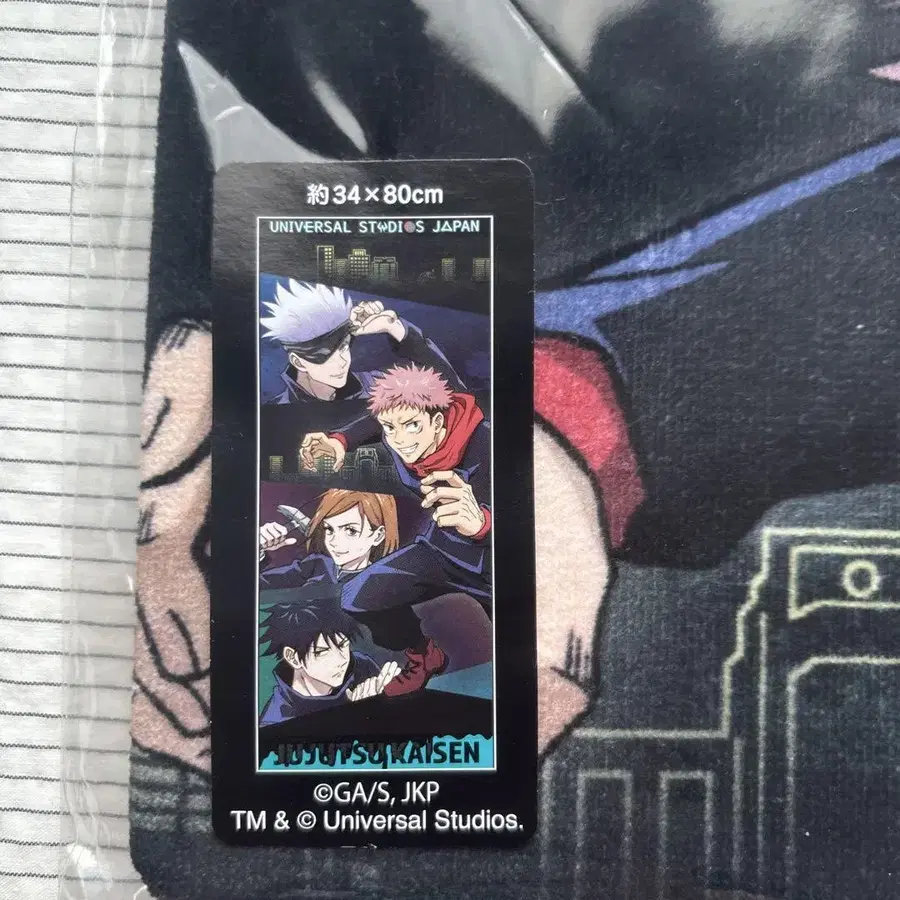 約34×80cm
UNIVERSAL STUDIOS JAPAN
JUJUTSU KAISEN
©GA/S, JKP
TM & © Universal Studios.